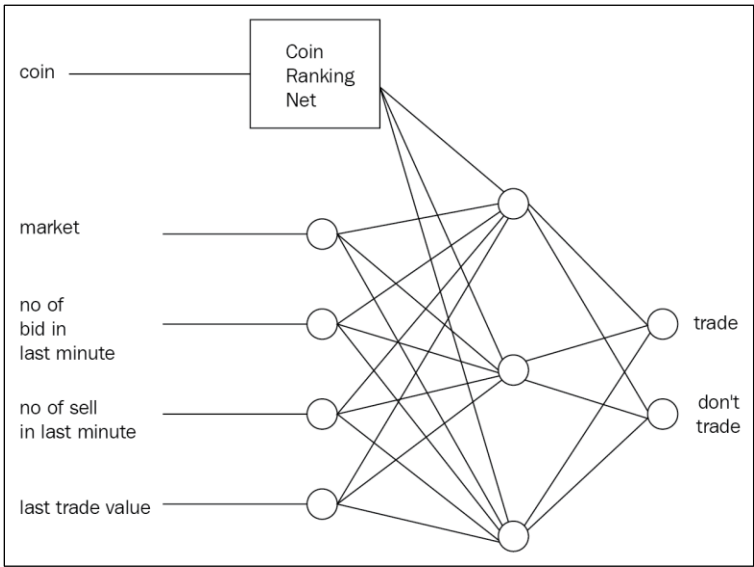 coin
Coin
Ranking
Net
market
no of
bid in
last minute
no of sell
in last minute
last trade value
trade
don't
trade